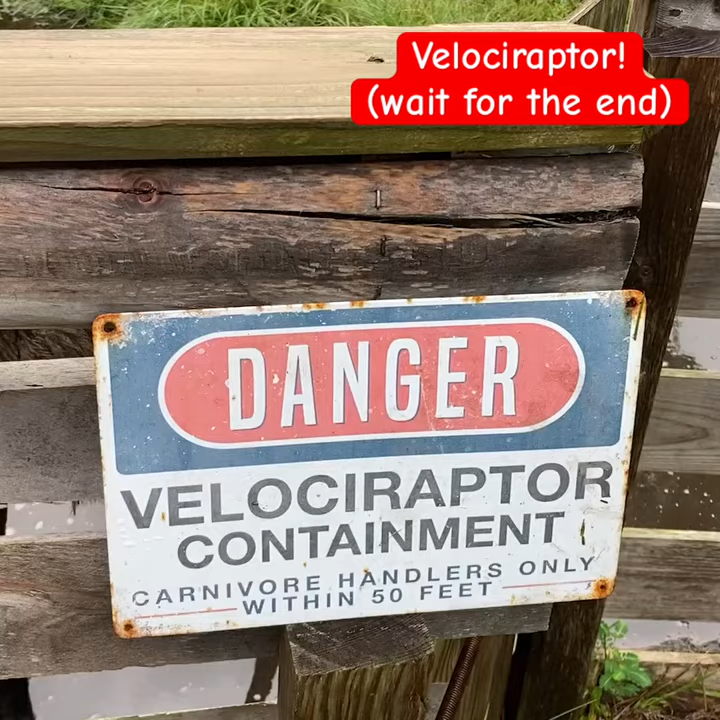 Velociraptor!
(wait for the end)
DANGER
VELOCIRAPTOR
CONTAINMENT
CARNIVORE HANDLERS ONLY
WITHIN 50 FEET